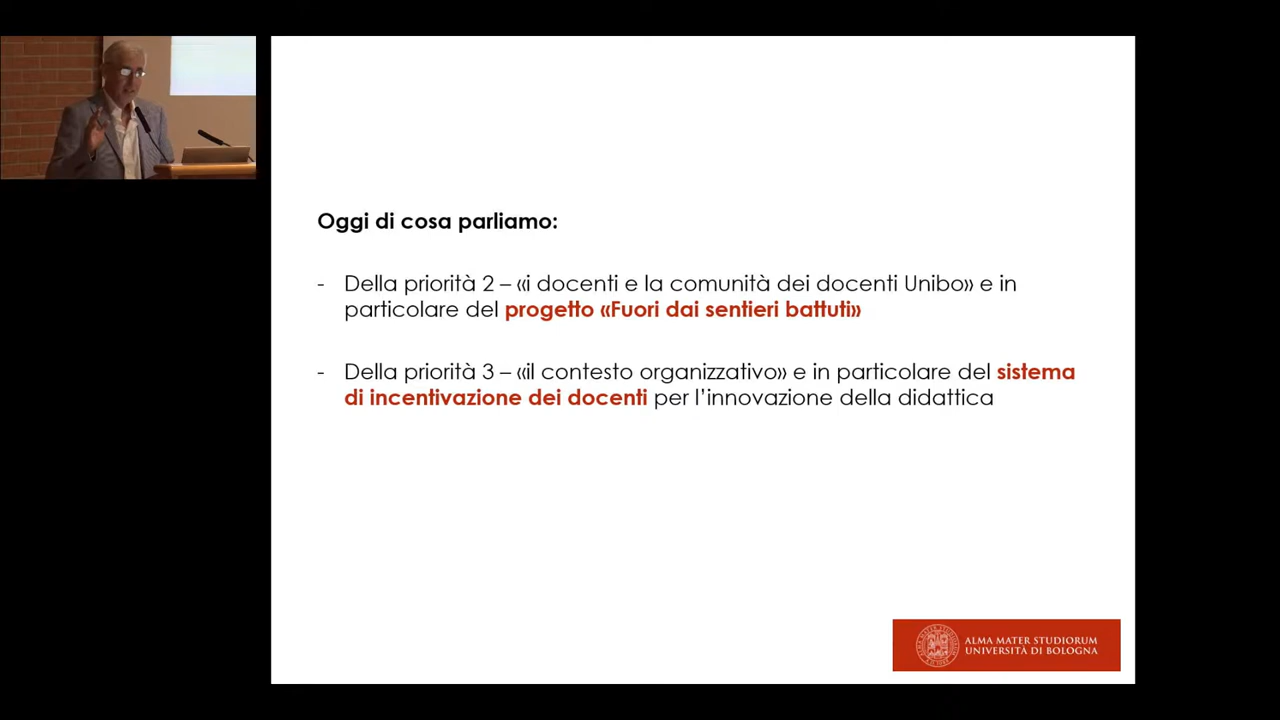 Oggi di cosa parliamo:
- Della priorità 2 – «i docenti e la comunità dei docenti Unibo» e in
particolare del progetto «Fuori dai sentieri battuti»
- Della priorità 3 – «il contesto organizzativo» e in particolare del sistema
di incentivazione dei docenti per l’innovazione della didattica
ALMA MATER STUDIORUM
UNIVERSITÀ DI BOLOGNA